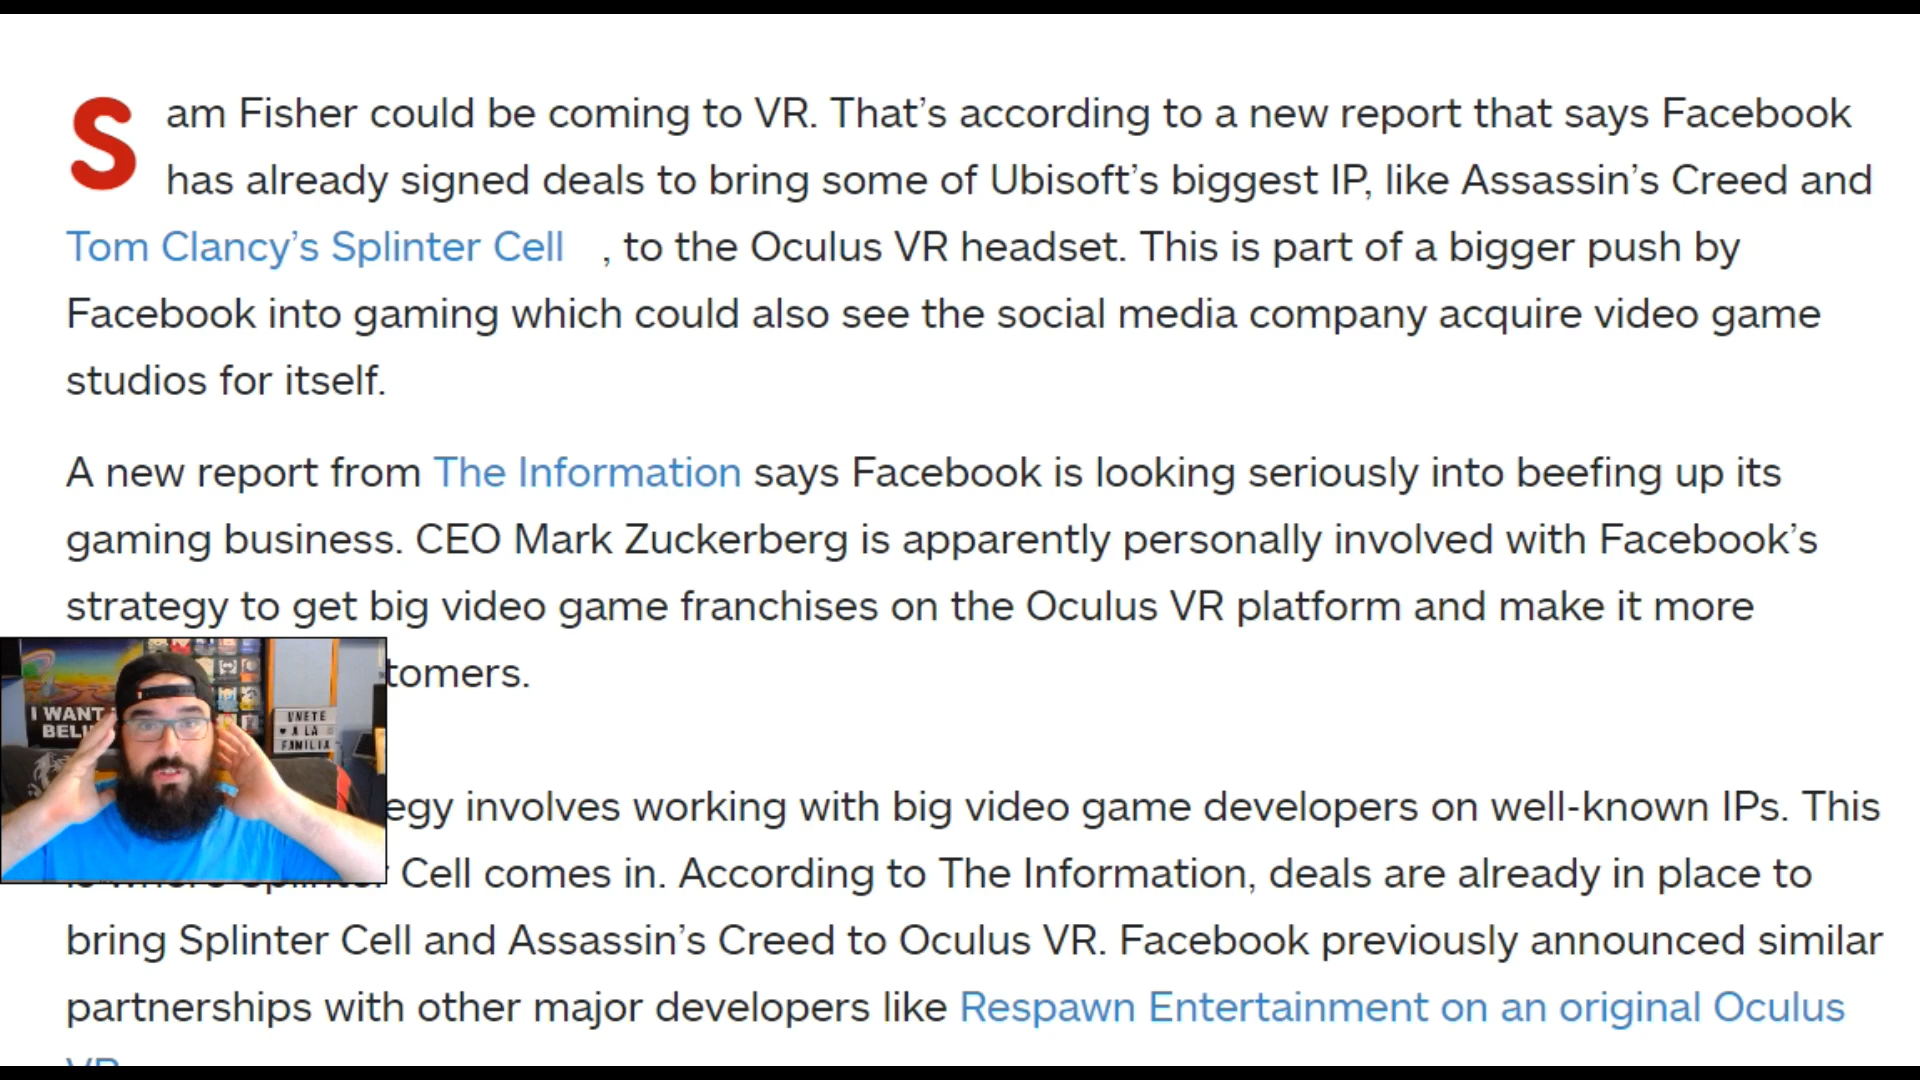 Sam Fisher could be coming to VR. That’s according to a new report that says Facebook
has already signed deals to bring some of Ubisoft’s biggest IP, like Assassin’s Creed and
Tom Clancy’s Splinter Cell , to the Oculus VR headset. This is part of a bigger push by
Facebook into gaming which could also see the social media company acquire video game
studios for itself.
A new report from The Information says Facebook is looking seriously into beefing up its
gaming business. CEO Mark Zuckerberg is apparently personally involved with Facebook’s
strategy to get big video game franchises on the Oculus VR platform and make it more
tomers.
egy involves working with big video game developers on well-known IPs. This
Cell comes in. According to The Information, deals are already in place to
bring Splinter Cell and Assassin’s Creed to Oculus VR. Facebook previously announced similar
partnerships with other major developers like Respawn Entertainment on an original Oculus
VR
I WANT
BELI
UNETE
A LA
FAMILIA